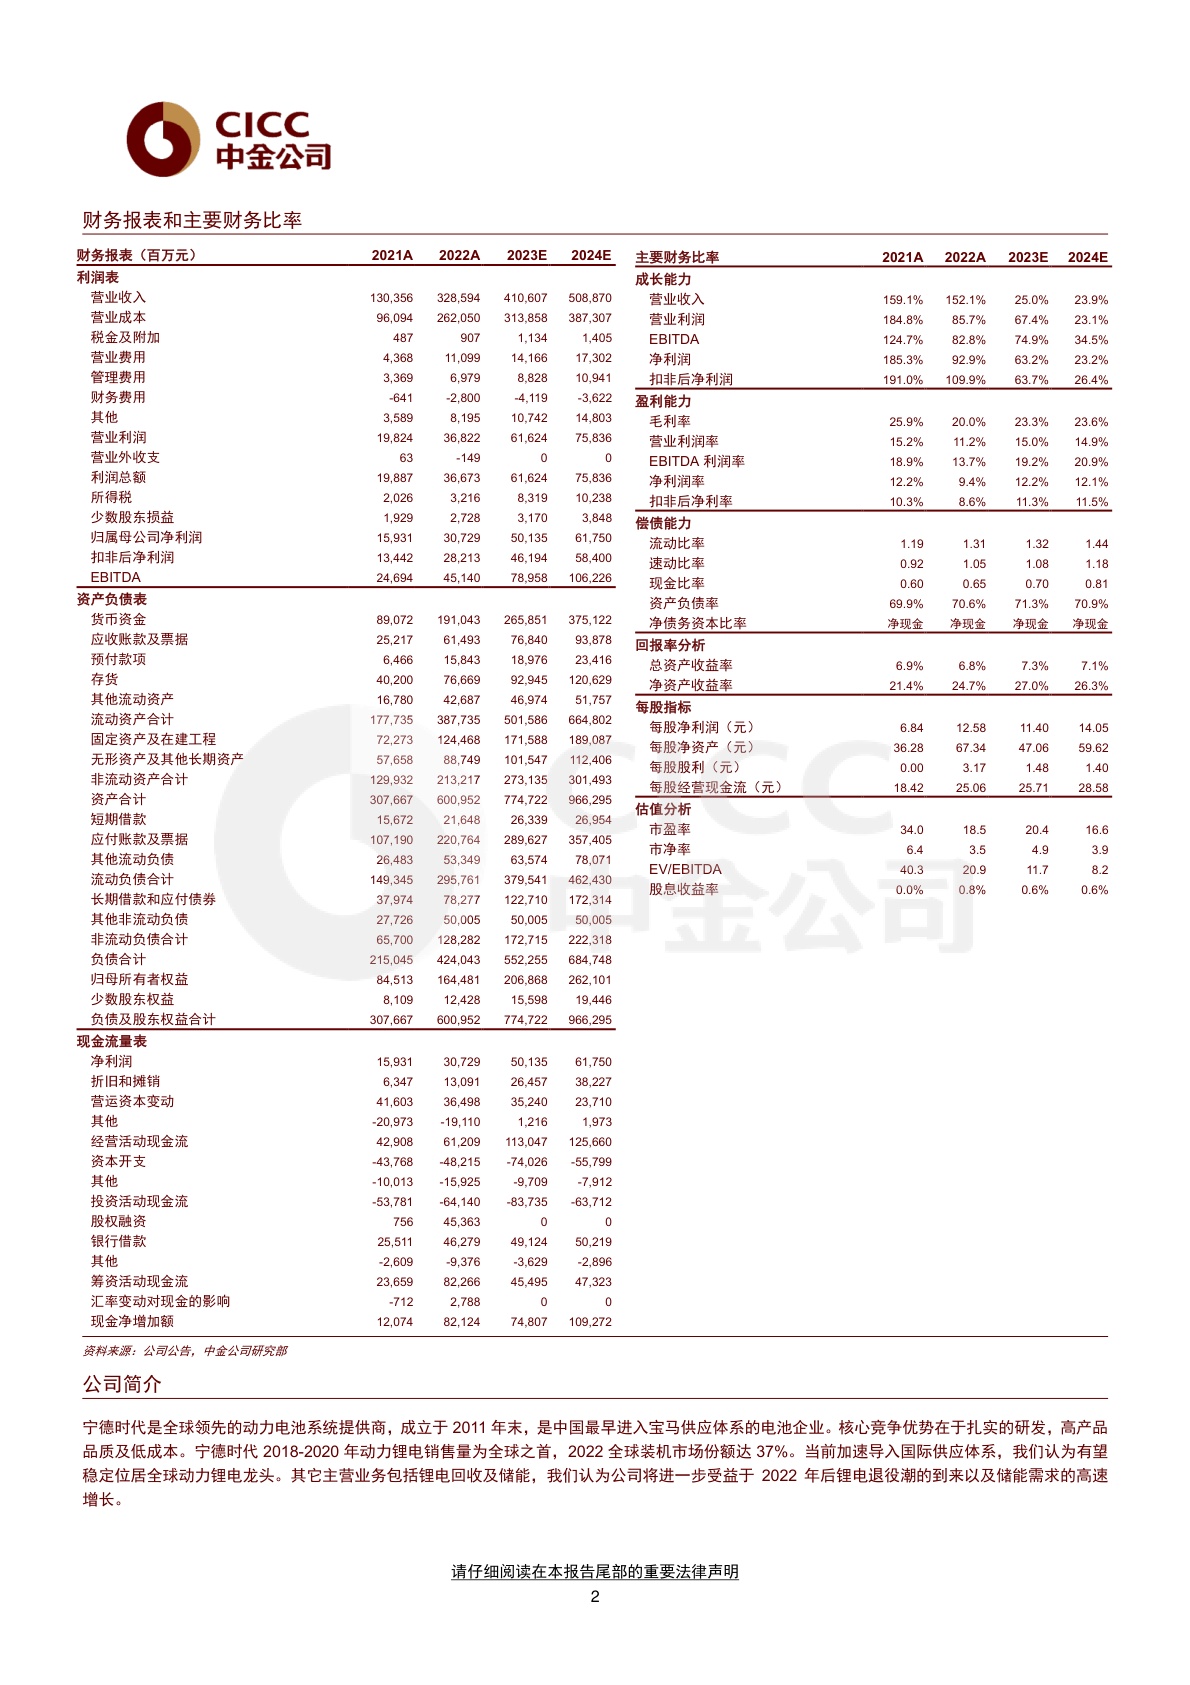 CICC
中金公司
财务报表和主要财务比率
财务报表（百万元） 2021A 2022A 2023E 2024E
利润表
营业收入 130,356 328,594 410,607 508,870
营业成本 96,094 262,050 313,858 387,307
税金及附加 487 907 1,134 1,405
营业费用 4,368 11,099 14,166 17,302
管理费用 3,369 6,979 8,828 10,941
财务费用 -641 -2,800 -4,119 -3,622
其他 3,589 8,195 10,742 14,803
营业利润 19,824 36,822 61,624 75,836
营业外收支 63 -149 0 0
利润总额 19,887 36,673 61,624 75,836
所得税 2,026 3,216 8,319 10,238
少数股东损益 1,929 2,728 3,170 3,848
归属母公司净利润 15,931 30,729 50,135 61,750
扣非后净利润 13,442 28,213 46,194 58,400
EBITDA 24,694 45,140 78,958 106,226
资产负债表
货币资金 89,072 191,043 265,851 375,122
应收账款及票据 25,217 61,493 76,840 93,878
预付款项 6,466 15,843 18,976 23,416
存货 40,200 76,669 92,945 120,629
其他流动资产 16,780 42,687 46,974 51,757
流动资产合计 177,735 387,735 501,586 664,802
固定资产及在建工程 72,273 124,468 171,588 189,087
无形资产及其他长期资产 57,658 88,749 101,547 112,406
非流动资产合计 129,932 213,217 273,135 301,493
资产合计 307,667 600,952 774,722 966,295
短期借款 15,672 21,648 26,339 26,954
应付账款及票据 107,190 220,764 289,627 357,405
其他流动负债 26,483 53,349 63,574 78,071
流动负债合计 149,345 295,761 379,541 462,430
长期借款和应付债券 37,974 78,277 122,710 172,314
其他非流动负债 27,726 50,005 50,005 50,005
非流动负债合计 65,700 128,282 172,715 222,318
负债合计 215,045 424,043 552,255 684,748
归母所有者权益 84,513 164,481 206,868 262,101
少数股东权益 8,109 12,428 15,598 19,446
负债及股东权益合计 307,667 600,952 774,722 966,295
现金流量表
净利润 15,931 30,729 50,135 61,750
折旧和摊销 6,347 13,091 26,457 38,227
营运资本变动 41,603 36,498 35,240 23,710
其他 -20,973 -19,110 1,216 1,973
经营活动现金流 42,908 61,209 113,047 125,660
资本开支 -43,768 -48,215 -74,026 -55,799
其他 -10,013 -15,925 -9,709 -7,912
投资活动现金流 -53,781 -64,140 -83,735 -63,712
股权融资 756 45,363 0 0
银行借款 25,511 46,279 49,124 50,219
其他 -2,609 -9,376 -3,629 -2,896
筹资活动现金流 23,659 82,266 45,495 47,323
汇率变动对现金的影响 -712 2,788 0 0
现金净增加额 12,074 82,124 74,807 109,272
主要财务比率 2021A 2022A 2023E 2024E
成长能力
营业收入 159.1% 152.1% 25.0% 23.9%
营业利润 184.8% 85.7% 67.4% 23.1%
EBITDA 124.7% 82.8% 74.9% 34.5%
净利润 185.3% 92.9% 63.2% 23.2%
扣非后净利润 191.0% 109.9% 63.7% 26.4%
盈利能力
毛利率 25.9% 20.0% 23.3% 23.6%
营业利润率 15.2% 11.2% 15.0% 14.9%
EBITDA 利润率 18.9% 13.7% 19.2% 20.9%
净利润率 12.2% 9.4% 12.2% 12.1%
扣非后净利率 10.3% 8.6% 11.3% 11.5%
偿债能力
流动比率 1.19 1.31 1.32 1.44
速动比率 0.92 1.05 1.08 1.18
现金比率 0.60 0.65 0.70 0.81
资产负债率 69.9% 70.6% 71.3% 70.9%
净债务资本比率 净现金 净现金 净现金 净现金
回报率分析
总资产收益率 6.9% 6.8% 7.3% 7.1%
净资产收益率 21.4% 24.7% 27.0% 26.3%
每股指标
每股净利润（元） 6.84 12.58 11.40 14.05
每股净资产（元） 36.28 67.34 47.06 59.62
每股股利（元） 0.00 3.17 1.48 1.40
每股经营现金流（元） 18.42 25.06 25.71 28.58
估值分析
市盈率 34.0 18.5 20.4 16.6
市净率 6.4 3.5 4.9 3.9
EV/EBITDA 40.3 20.9 11.7 8.2
股息收益率 0.0% 0.8% 0.6% 0.6%
CICC
中金公司
资料来源：公司公告，中金公司研究部
公司简介
宁德时代是全球领先的动力电池系统提供商，成立于 2011 年末，是中国最早进入宝马供应体系的电池企业。核心竞争优势在于扎实的研发，高产品
品质及低成本。宁德时代 2018-2020 年动力锂电销售量为全球之首，2022 全球装机市场份额达 37%。当前加速导入国际供应体系，我们认为有望
稳定位居全球动力锂电龙头。其它主营业务包括锂电回收及储能，我们认为公司将进一步受益于 2022 年后锂电退役潮的到来以及储能需求的高速
增长。
请仔细阅读在本报告尾部的重要法律声明
2